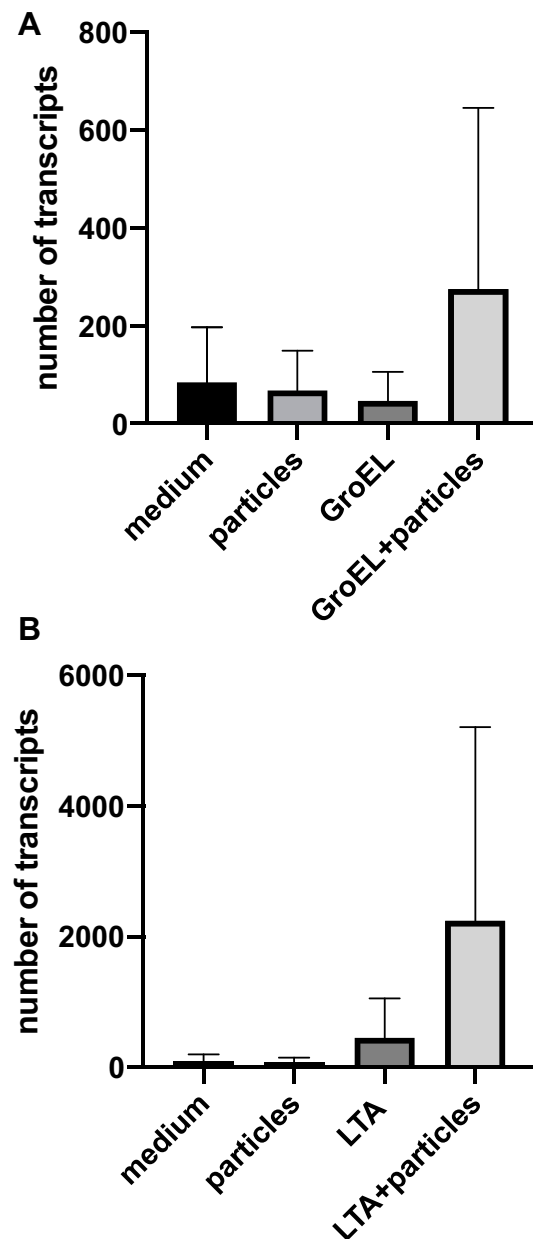 A
number of transcripts
800
600
400
200
0
medium
particles
GroEL
GroEL+particles
B
number of transcripts
6000
4000
2000
0
medium
particles
LTA
LTA+particles